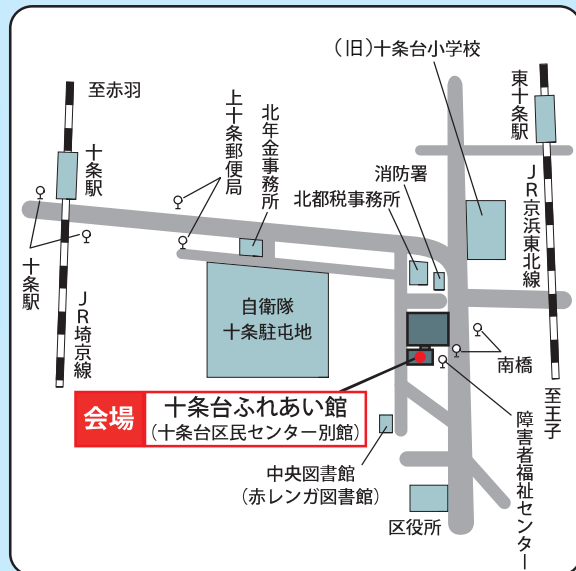 (旧)十条台小学校
至赤羽
東十条駅
上十条郵便局
北年金事務所
十条駅
消防署
北都税事務所
JR京浜東北線
十条駅
JR埼京線
自衛隊
十条駐屯地
南橋
至王子
会場
十条台ふれあい館
(十条台区民センター別館)
障害者福祉センター
中央図書館
(赤レンガ図書館)
区役所